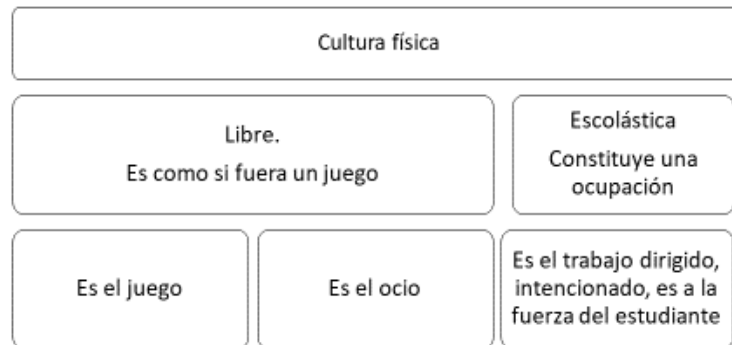 Cultura física
Libre.
Es como si fuera un juego
Escolástica
Constituye una
ocupación
Es el juego
Es el ocio
Es el trabajo dirigido,
intencionado, es a la
fuerza del estudiante